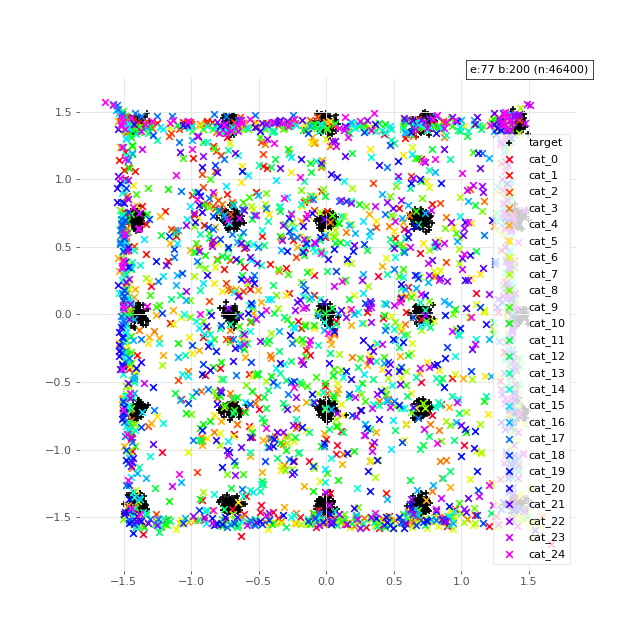 e:77 b:200 (n:46400)
1.5
1.0
0.5
0.0
−0.5
−1.0
−1.5
−1.5
−1.0
−0.5
0.0
0.5
1.0
1.5
target
cat_0
cat_1
cat_2
cat_3
cat_4
cat_5
cat_6
cat_7
cat_8
cat_9
cat_10
cat_11
cat_12
cat_13
cat_14
cat_15
cat_16
cat_17
cat_18
cat_19
cat_20
cat_21
cat_22
cat_23
cat_24